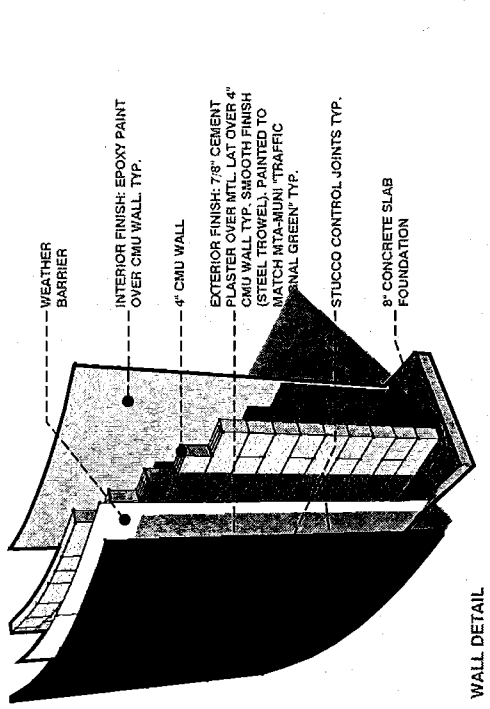 WEATHER
BARRIER
INTERIOR FINISH: EPOXY PAINT
OVER CMU WALL. TYP.
4" CMU WALL
EXTERIOR FINISH: 7/8" CEMENT
PLASTER OVER MTL. LAT OVER 4"
CMU WALL TYP. SMOOTH FINISH
(STEEL TROWEL). PAINTED TO
MATCH MTA-MUNI "TRAFFIC
GNAL GREEN" TYP.
STUCCO CONTROL JOINTS TYP.
8" CONCRETE SLAB
FOUNDATION
WALL DETAIL